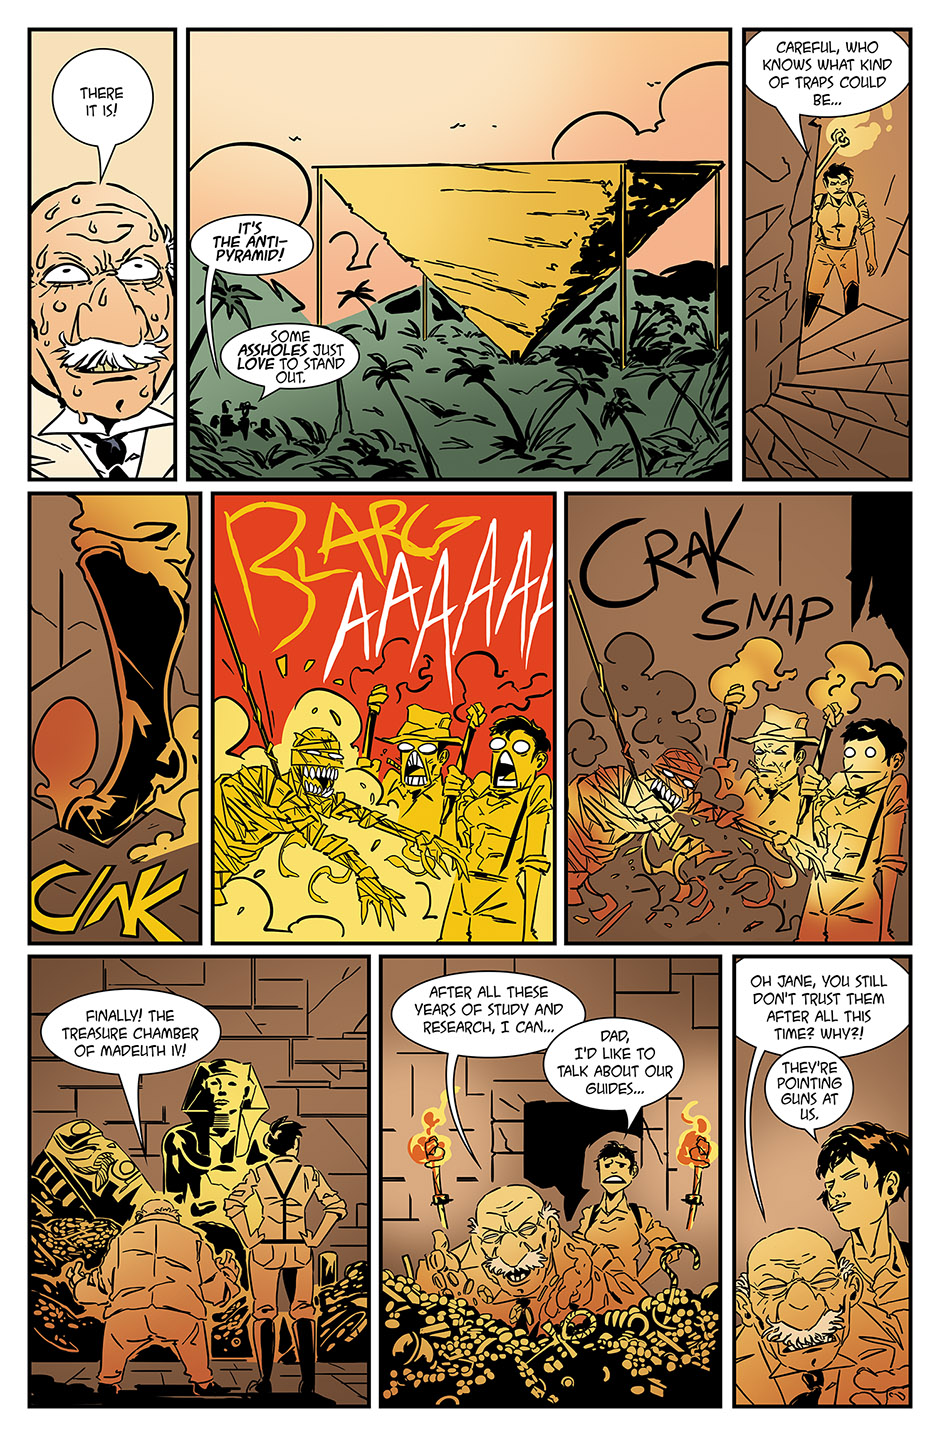 THERE
IT IS!
IT'S
THE ANTI-
PYRAMID!
SOME
ASSHOLES JUST
LOVE TO STAND
OUT.
CAREFUL, WHO
KNOWS WHAT KIND
OF TRAPS COULD
BE...
CLNK
BLARG
AAAAAAA
CRAK
SNAP
FINALLY! THE
TREASURE CHAMBER
OF MADEUTH IV!
AFTER ALL THESE
YEARS OF STUDY AND
RESEARCH, I CAN...
DAD,
I'D LIKE TO
TALK ABOUT OUR
GUIDES...
OH JANE, YOU STILL
DON'T TRUST THEM
AFTER ALL THIS
TIME? WHY?!
THEY'RE
POINTING
GUNS AT
US.